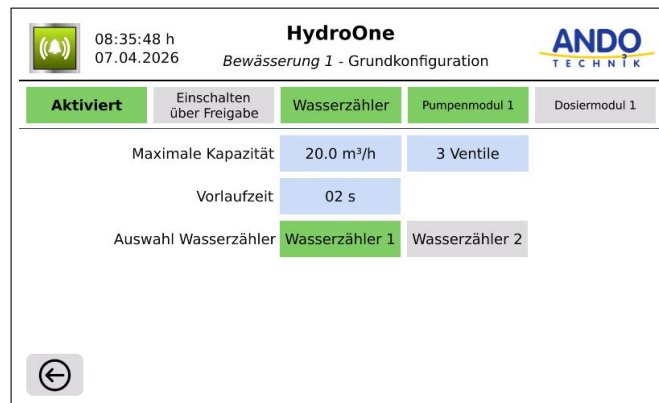 08:35:48 h
07.04.2026
HydroOne
Bewässerung 1 - Grundkonfiguration
ANDO
TECHNIK
Aktiviert
Einschalten
über Freigabe
Wasserzähler
Pumpenmodul 1
Dosiermodul 1
Maximale Kapazität 20.0 m³/h 3 Ventile
Vorlaufzeit 02 s
Auswahl Wasserzähler Wasserzähler 1 Wasserzähler 2